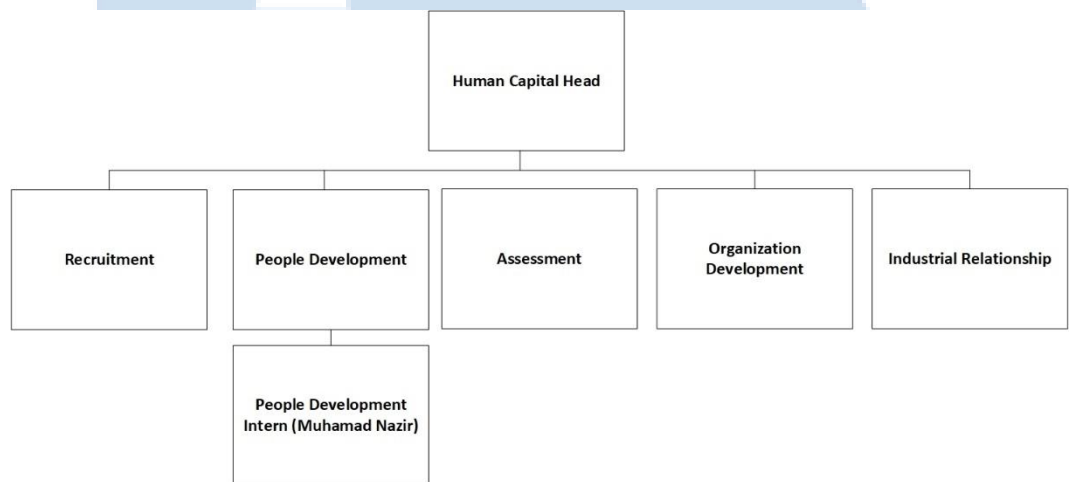 Human Capital Head
Recruitment
People Development
Assessment
Organization
Development
Industrial Relationship
People Development
Intern (Muhamad Nazir)